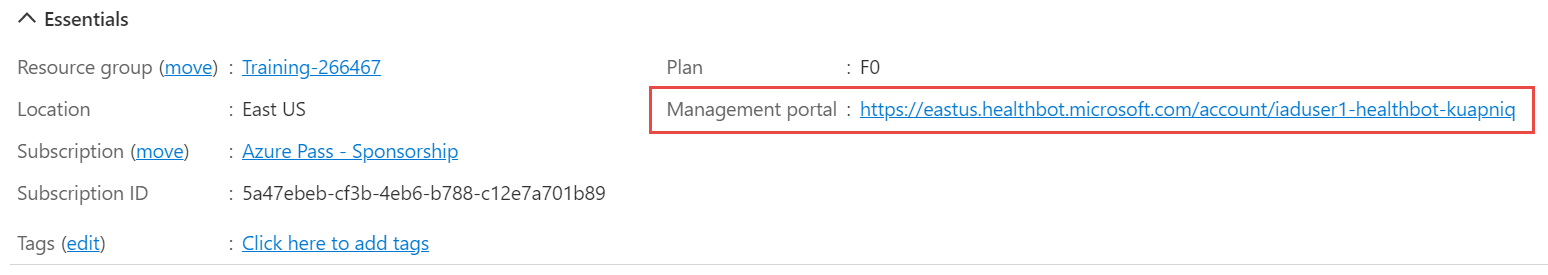 Essentials
Resource group (move) : Training-266467 Plan : F0
Location : East US Management portal : https://eastus.healthbot.microsoft.com/account/iaduser1-healthbot-kuapniq
Subscription (move) : Azure Pass - Sponsorship
Subscription ID : 5a47ebeb-cf3b-4eb6-b788-c12e7a701b89
Tags (edit) : Click here to add tags